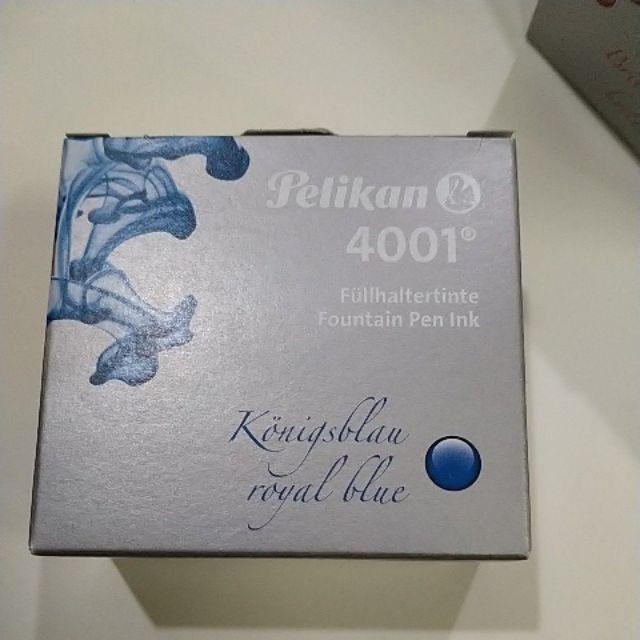 Pelikan
4001®
Füllhaltertinte
Fountain Pen Ink
Königsblau
royal blue